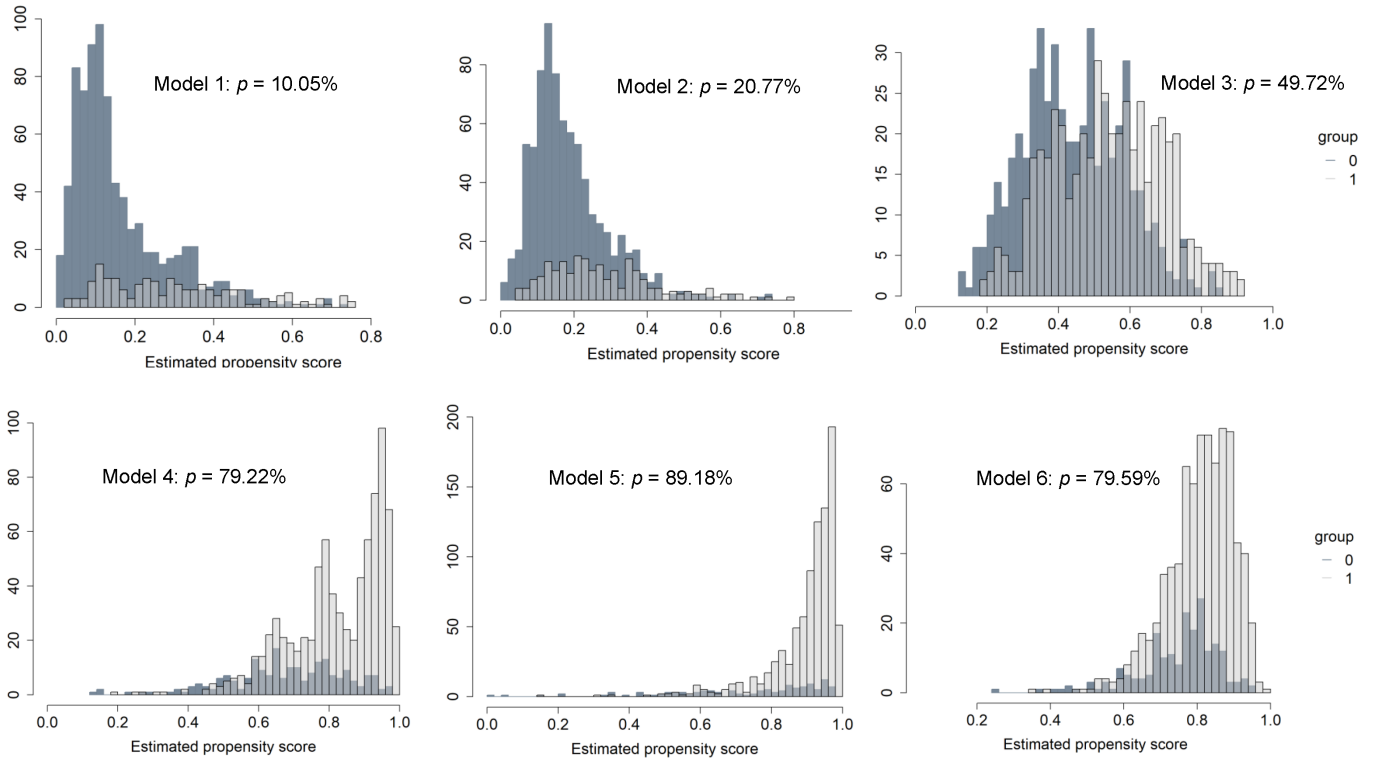 Model 1: p = 10.05%
100
80
60
40
20
0
0.0 0.2 0.4 0.6 0.8
Estimated propensity score
Model 2: p = 20.77%
80
60
40
20
0
0.0 0.2 0.4 0.6 0.8
Estimated propensity score
Model 3: p = 49.72%
30
25
20
15
10
5
0
0.0 0.2 0.4 0.6 0.8 1.0
Estimated propensity score
group
0
1
Model 4: p = 79.22%
100
80
60
40
20
0
0.0 0.2 0.4 0.6 0.8 1.0
Estimated propensity score
Model 5: p = 89.18%
200
150
100
50
0
0.0 0.2 0.4 0.6 0.8 1.0
Estimated propensity score
Model 6: p = 79.59%
60
40
20
0
0.2 0.4 0.6 0.8 1.0
Estimated propensity score
group
0
1